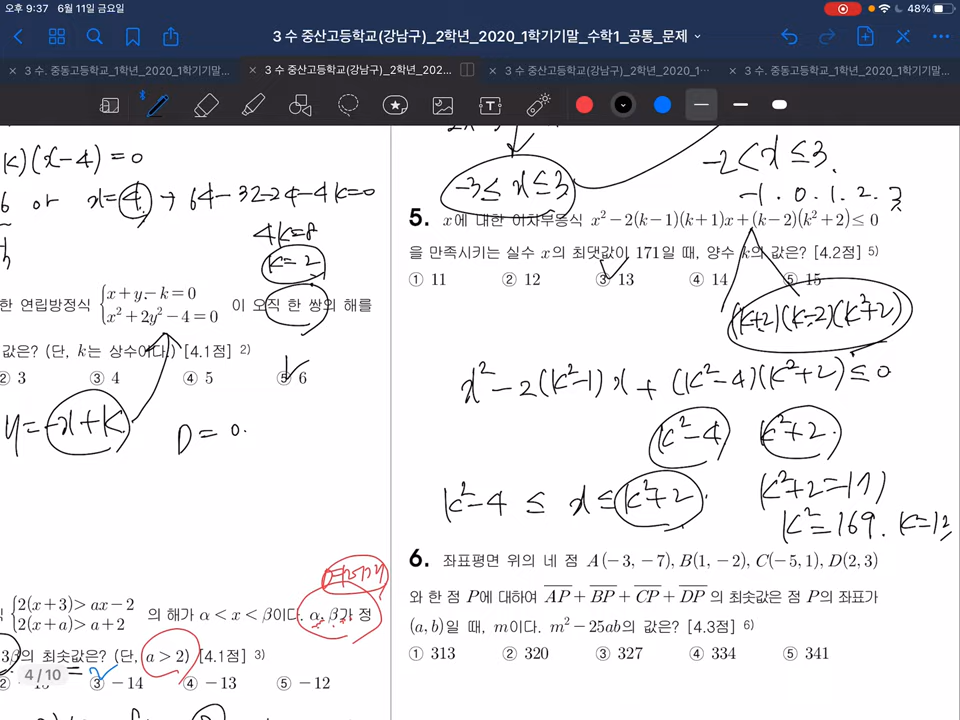 오후 9:37 6월 11일 금요일
48%
3 수 중산고등학교(강남구)_2학년_2020_1학기기말_수학1_공통_문제
3 수. 중동고등학교_1학년_2020_1학기기말...
3 수 중산고등학교(강남구)_2학년_202...
3 수 중산고등학교(강남구)_2학년_2020_1...
3 수. 중동고등학교_1학년_2020_1학기기말...
k)(x-4)=0
6 or x=4 → 64-32-24-4k=0
4k=8
k=2
한 연립방정식 { x+y-k=0
x²+2y²-4=0 이 오직 한 쌍의 해를
값은? (단, k는 상수이다.) [4.1점] 2)
② 3 ③ 4 ④ 5 ⑤ 6
y=-x+k D=0.
{ 2(x+3)> ax-2
2(x+a)> a+2 의 해가 α<x<β이다. α, β가 정
3β의 최솟값은? (단, a>2) [4.1점] 3)
③ -14 ④ -13 ⑤ -12
4 / 10
-3≤x≤3
-2<x≤3.
-1. 0. 1. 2. 3
5. x에 대한 이차부등식 x²-2(k-1)(k+1)x+(k-2)(k²+2)≤0
을 만족시키는 실수 x의 최댓값이 171일 때, 양수 k의 값은? [4.2점] 5)
① 11 ② 12 ③ 13 ④ 14 ⑤ 15
(k+2)(k-2)(k²+2)
x²-2(k²-1)x+(k²-4)(k²+2)≤0
k²-4 k²+2.
k²-4≤x≤k²+2.
k²+2=171
k²=169. k=13
6. 좌표평면 위의 네 점 A(-3, -7), B(1, -2), C(-5, 1), D(2, 3)
와 한 점 P에 대하여 AP+BP+CP+DP의 최솟값은 점 P의 좌표가
(a, b)일 때, m이다. m²-25ab의 값은? [4.3점] 6)
① 313 ② 320 ③ 327 ④ 334 ⑤ 341